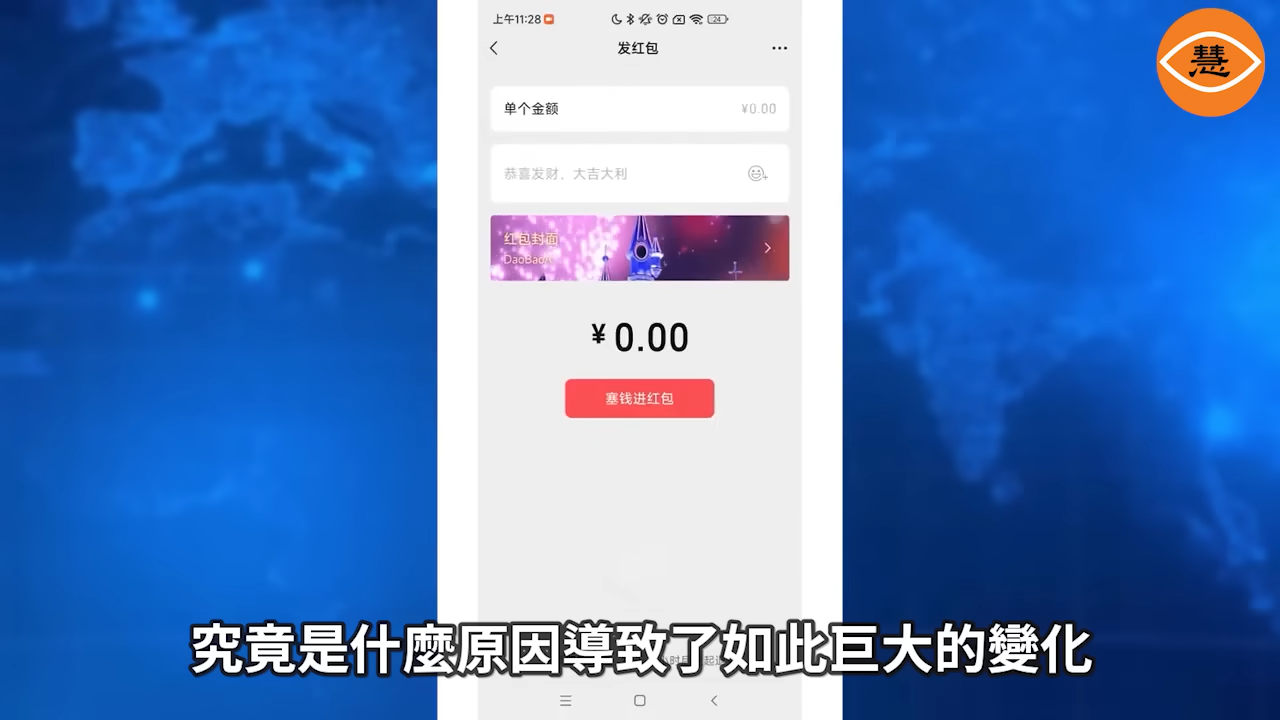 上午11:28
24
发红包
慧
单个金额
¥0.00
恭喜发财，大吉大利
红包封面
DaoBao
¥0.00
塞钱进红包
究竟是什麼原因導致了如此巨大的變化